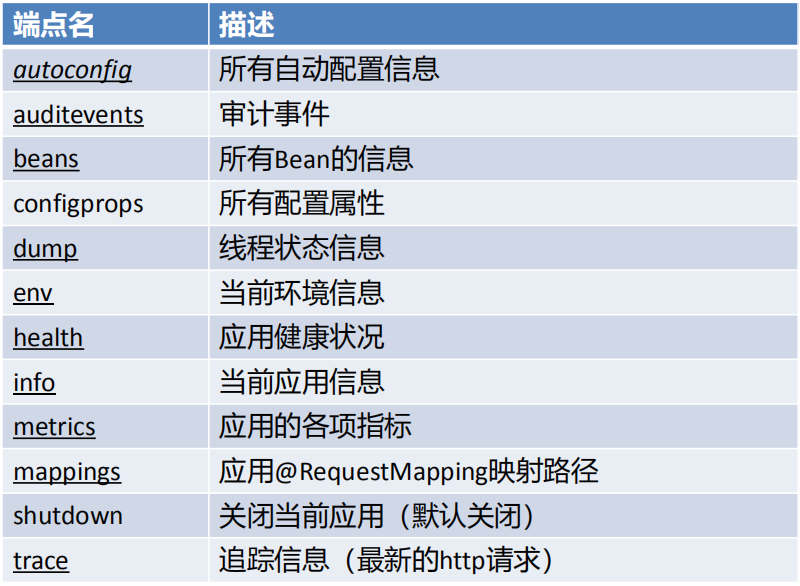 端点名 描述
autoconfig 所有自动配置信息
auditevents 审计事件
beans 所有Bean的信息
configprops 所有配置属性
dump 线程状态信息
env 当前环境信息
health 应用健康状况
info 当前应用信息
metrics 应用的各项指标
mappings 应用@RequestMapping映射路径
shutdown 关闭当前应用（默认关闭）
trace 追踪信息（最新的http请求）